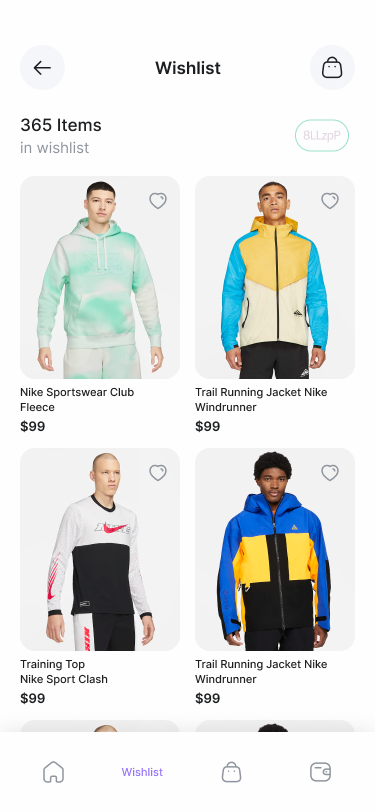 Wishlist
365 Items
in wishlist
8LLzpP
Nike Sportswear Club
Fleece
$99
Trail Running Jacket Nike
Windrunner
$99
Training Top
Nike Sport Clash
$99
Trail Running Jacket Nike
Windrunner
$99
Wishlist